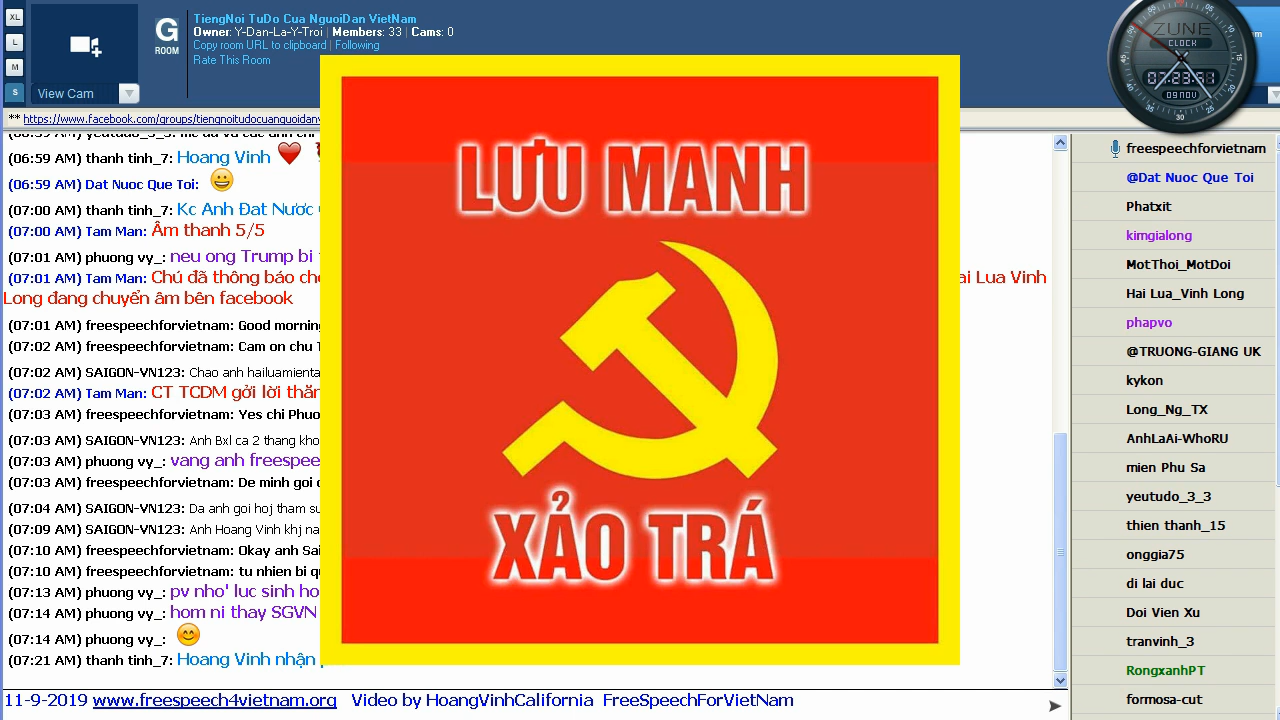 XL
L
M
S
View Cam
G
ROOM
TiengNoi TuDo Cua NguoiDan VietNam
Owner: Y-Dan-La-Y-Troi | Members: 33 | Cams: 0
Copy room URL to clipboard | Following
Rate This Room
ZUNE
CLOCK
09 NOV
** https://www.facebook.com/groups/tiengnoitudocuanguoidanv
(06:59 AM) thanh tinh_7: Hoang Vinh
(06:59 AM) Dat Nuoc Que Toi:
(07:00 AM) thanh tinh_7: Kc Anh Đat Nước
(07:00 AM) Tam Man: Âm thanh 5/5
(07:01 AM) phuong vy_: neu ong Trump bi
(07:01 AM) Tam Man: Chú đã thông báo ai Lua Vinh
Long đang chuyển âm bên facebook
(07:01 AM) freespeechforvietnam: Good morning
(07:02 AM) freespeechforvietnam: Cam on chu
(07:02 AM) SAIGON-VN123: Chao anh hailuamienta
(07:02 AM) Tam Man: CT TCDM gởi lời
(07:03 AM) freespeechforvietnam: Yes chi Phuo
(07:03 AM) SAIGON-VN123: Anh Bxl ca 2 thang kho
(07:03 AM) phuong vy_: vang anh freespee
(07:03 AM) freespeechforvietnam: De minh goi
(07:04 AM) SAIGON-VN123: Da anh goi hoj tham
(07:09 AM) SAIGON-VN123: Anh Hoang Vinh khj na
(07:10 AM) freespeechforvietnam: Okay anh Sai
(07:10 AM) freespeechforvietnam: tu nhien bi
(07:13 AM) phuong vy_: pv nho' luc sinh ho
(07:14 AM) phuong vy_: hom ni thay SGVN
(07:14 AM) phuong vy_:
(07:21 AM) thanh tinh_7: Hoang Vinh nhận
LƯU MANH
XẢO TRÁ
freespeechforvietnam
@Dat Nuoc Que Toi
Phatxit
kimgialong
MotThoi_MotDoi
Hai Lua_Vinh Long
phapvo
@TRUONG-GIANG UK
kykon
Long_Ng_TX
AnhLaAi-WhoRU
mien Phu Sa
yeutudo_3_3
thien thanh_15
onggia75
di lai duc
Doi Vien Xu
tranvinh_3
RongxanhPT
formosa-cut
11-9-2019 www.freespeech4vietnam.org Video by HoangVinhCalifornia FreeSpeechForVietNam